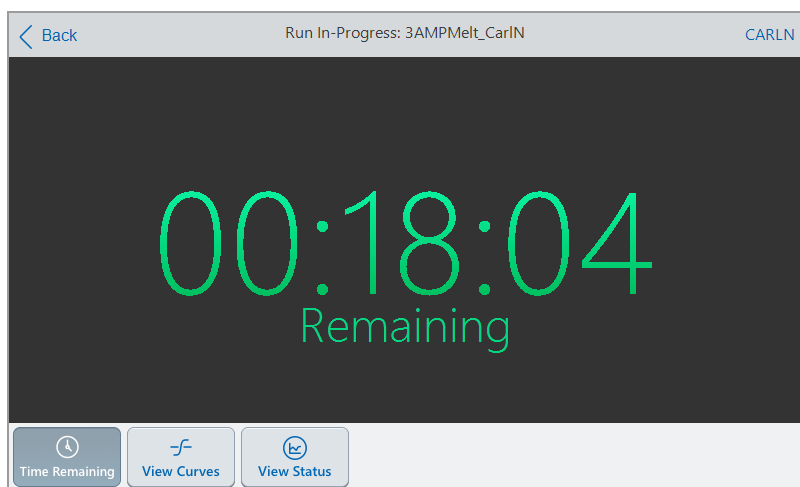 Back
Run In-Progress: 3AMPMelt_CarlN
CARLN
00:18:04
Remaining
Time Remaining
View Curves
View Status